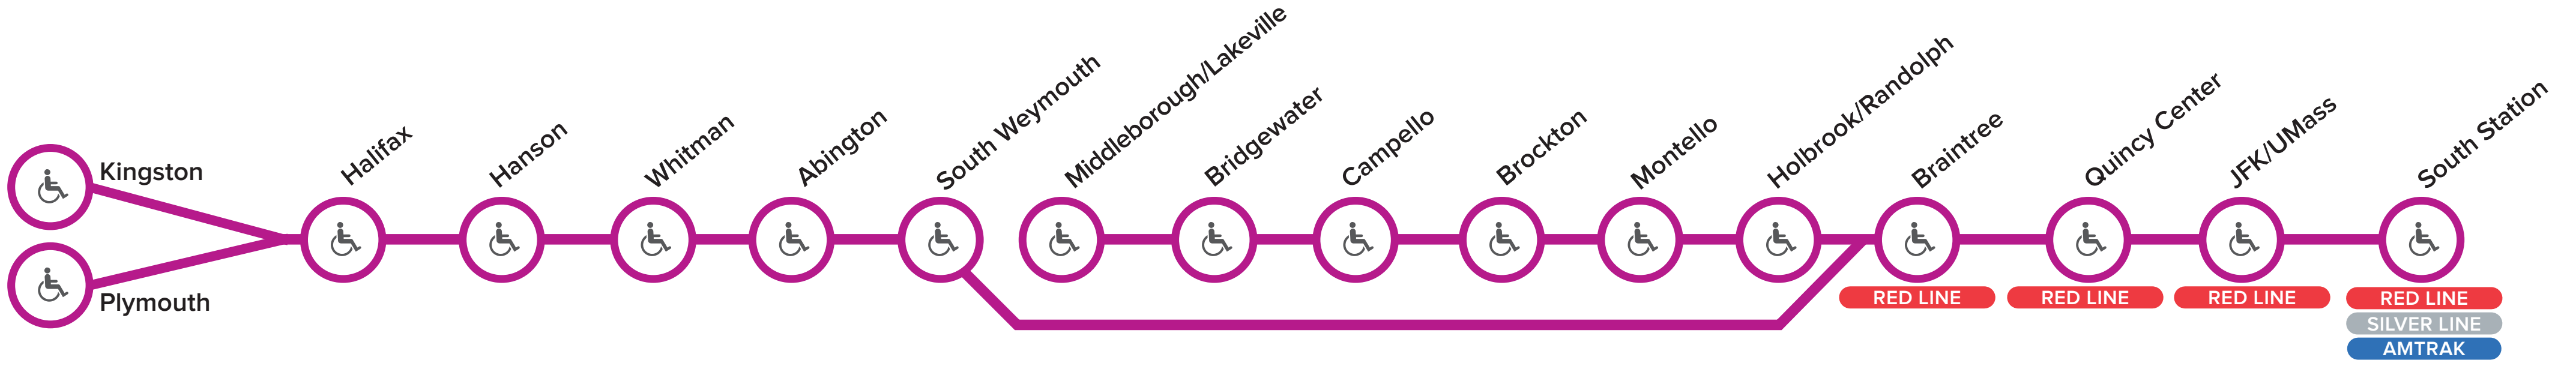 Kingston
Plymouth
Halifax
Hanson
Whitman
Abington
South Weymouth
Middleborough/Lakeville
Bridgewater
Campello
Brockton
Montello
Holbrook/Randolph
Braintree
RED LINE
Quincy Center
RED LINE
JFK/UMass
RED LINE
South Station
RED LINE
SILVER LINE
AMTRAK